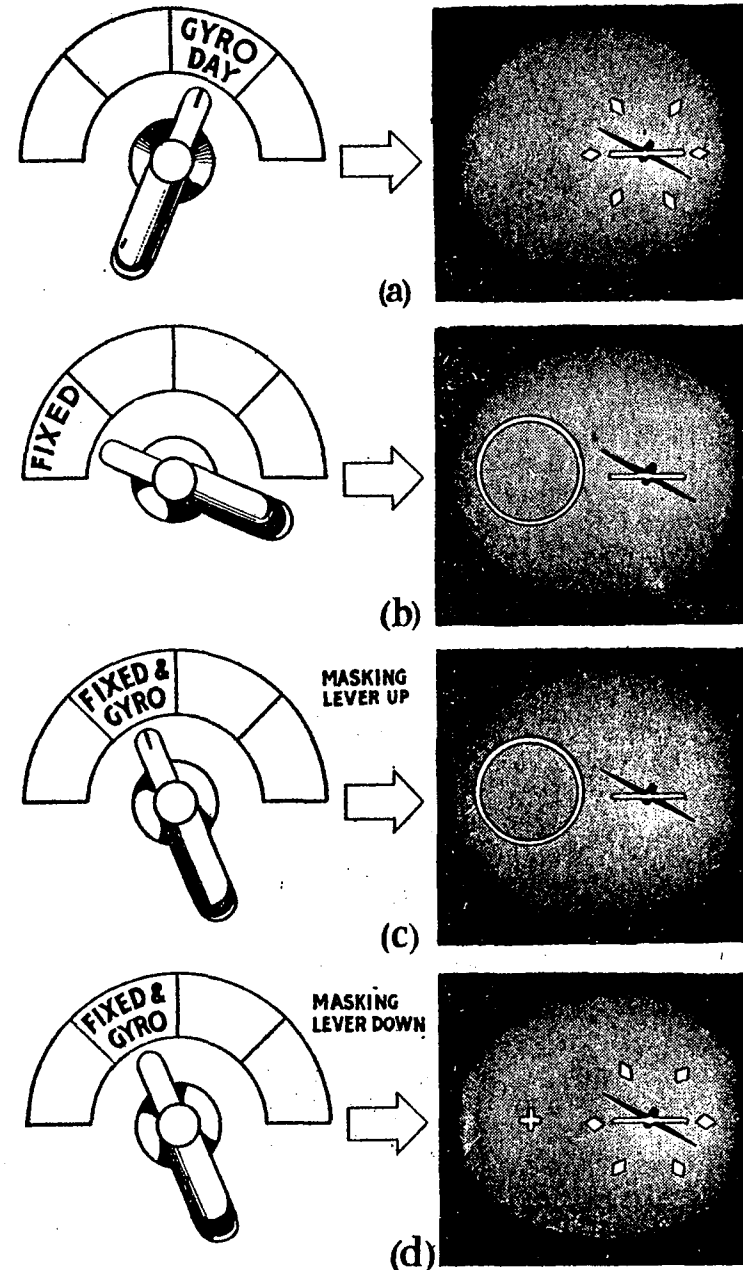 GYRO
DAY
(a)
FIXED
(b)
FIXED &
GYRO
MASKING
LEVER UP
(c)
FIXED &
GYRO
MASKING
LEVER DOWN
(d)